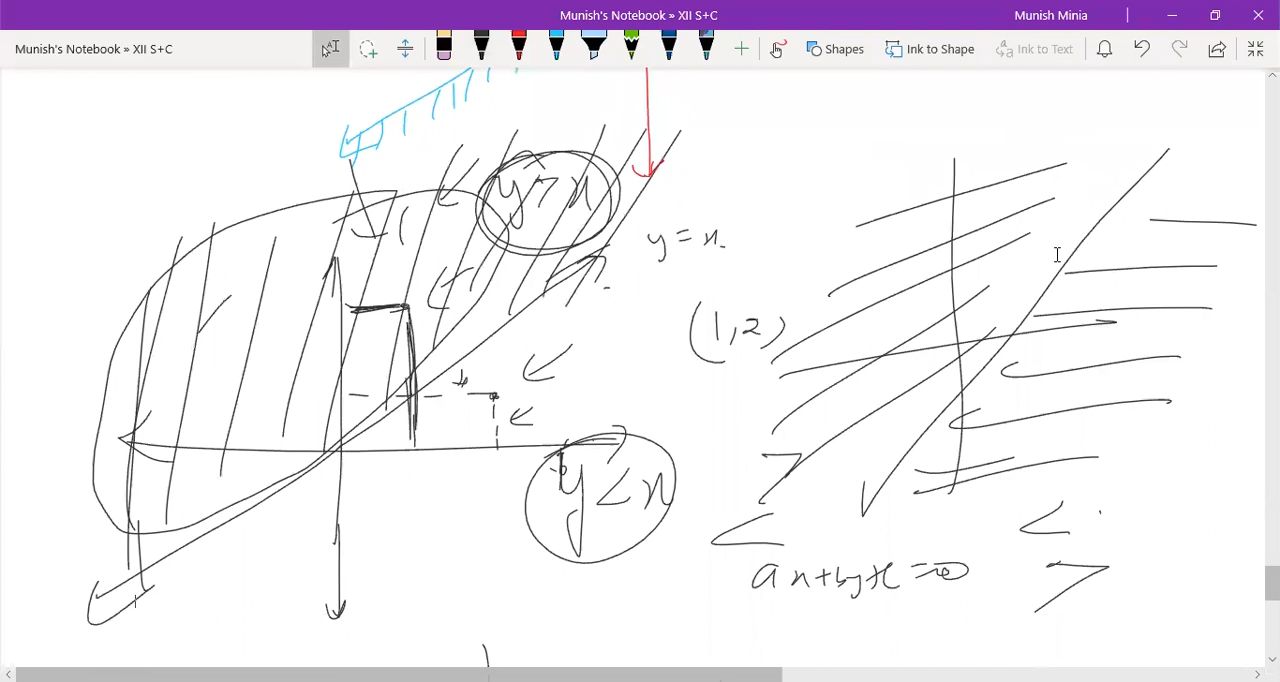 Munish's Notebook » XII S+C
Munish Minia
Munish's Notebook » XII S+C
Shapes
Ink to Shape
Ink to Text
y > x
y = x.
(1,2)
y < x
>
<
<
ax+by+c = 0
>